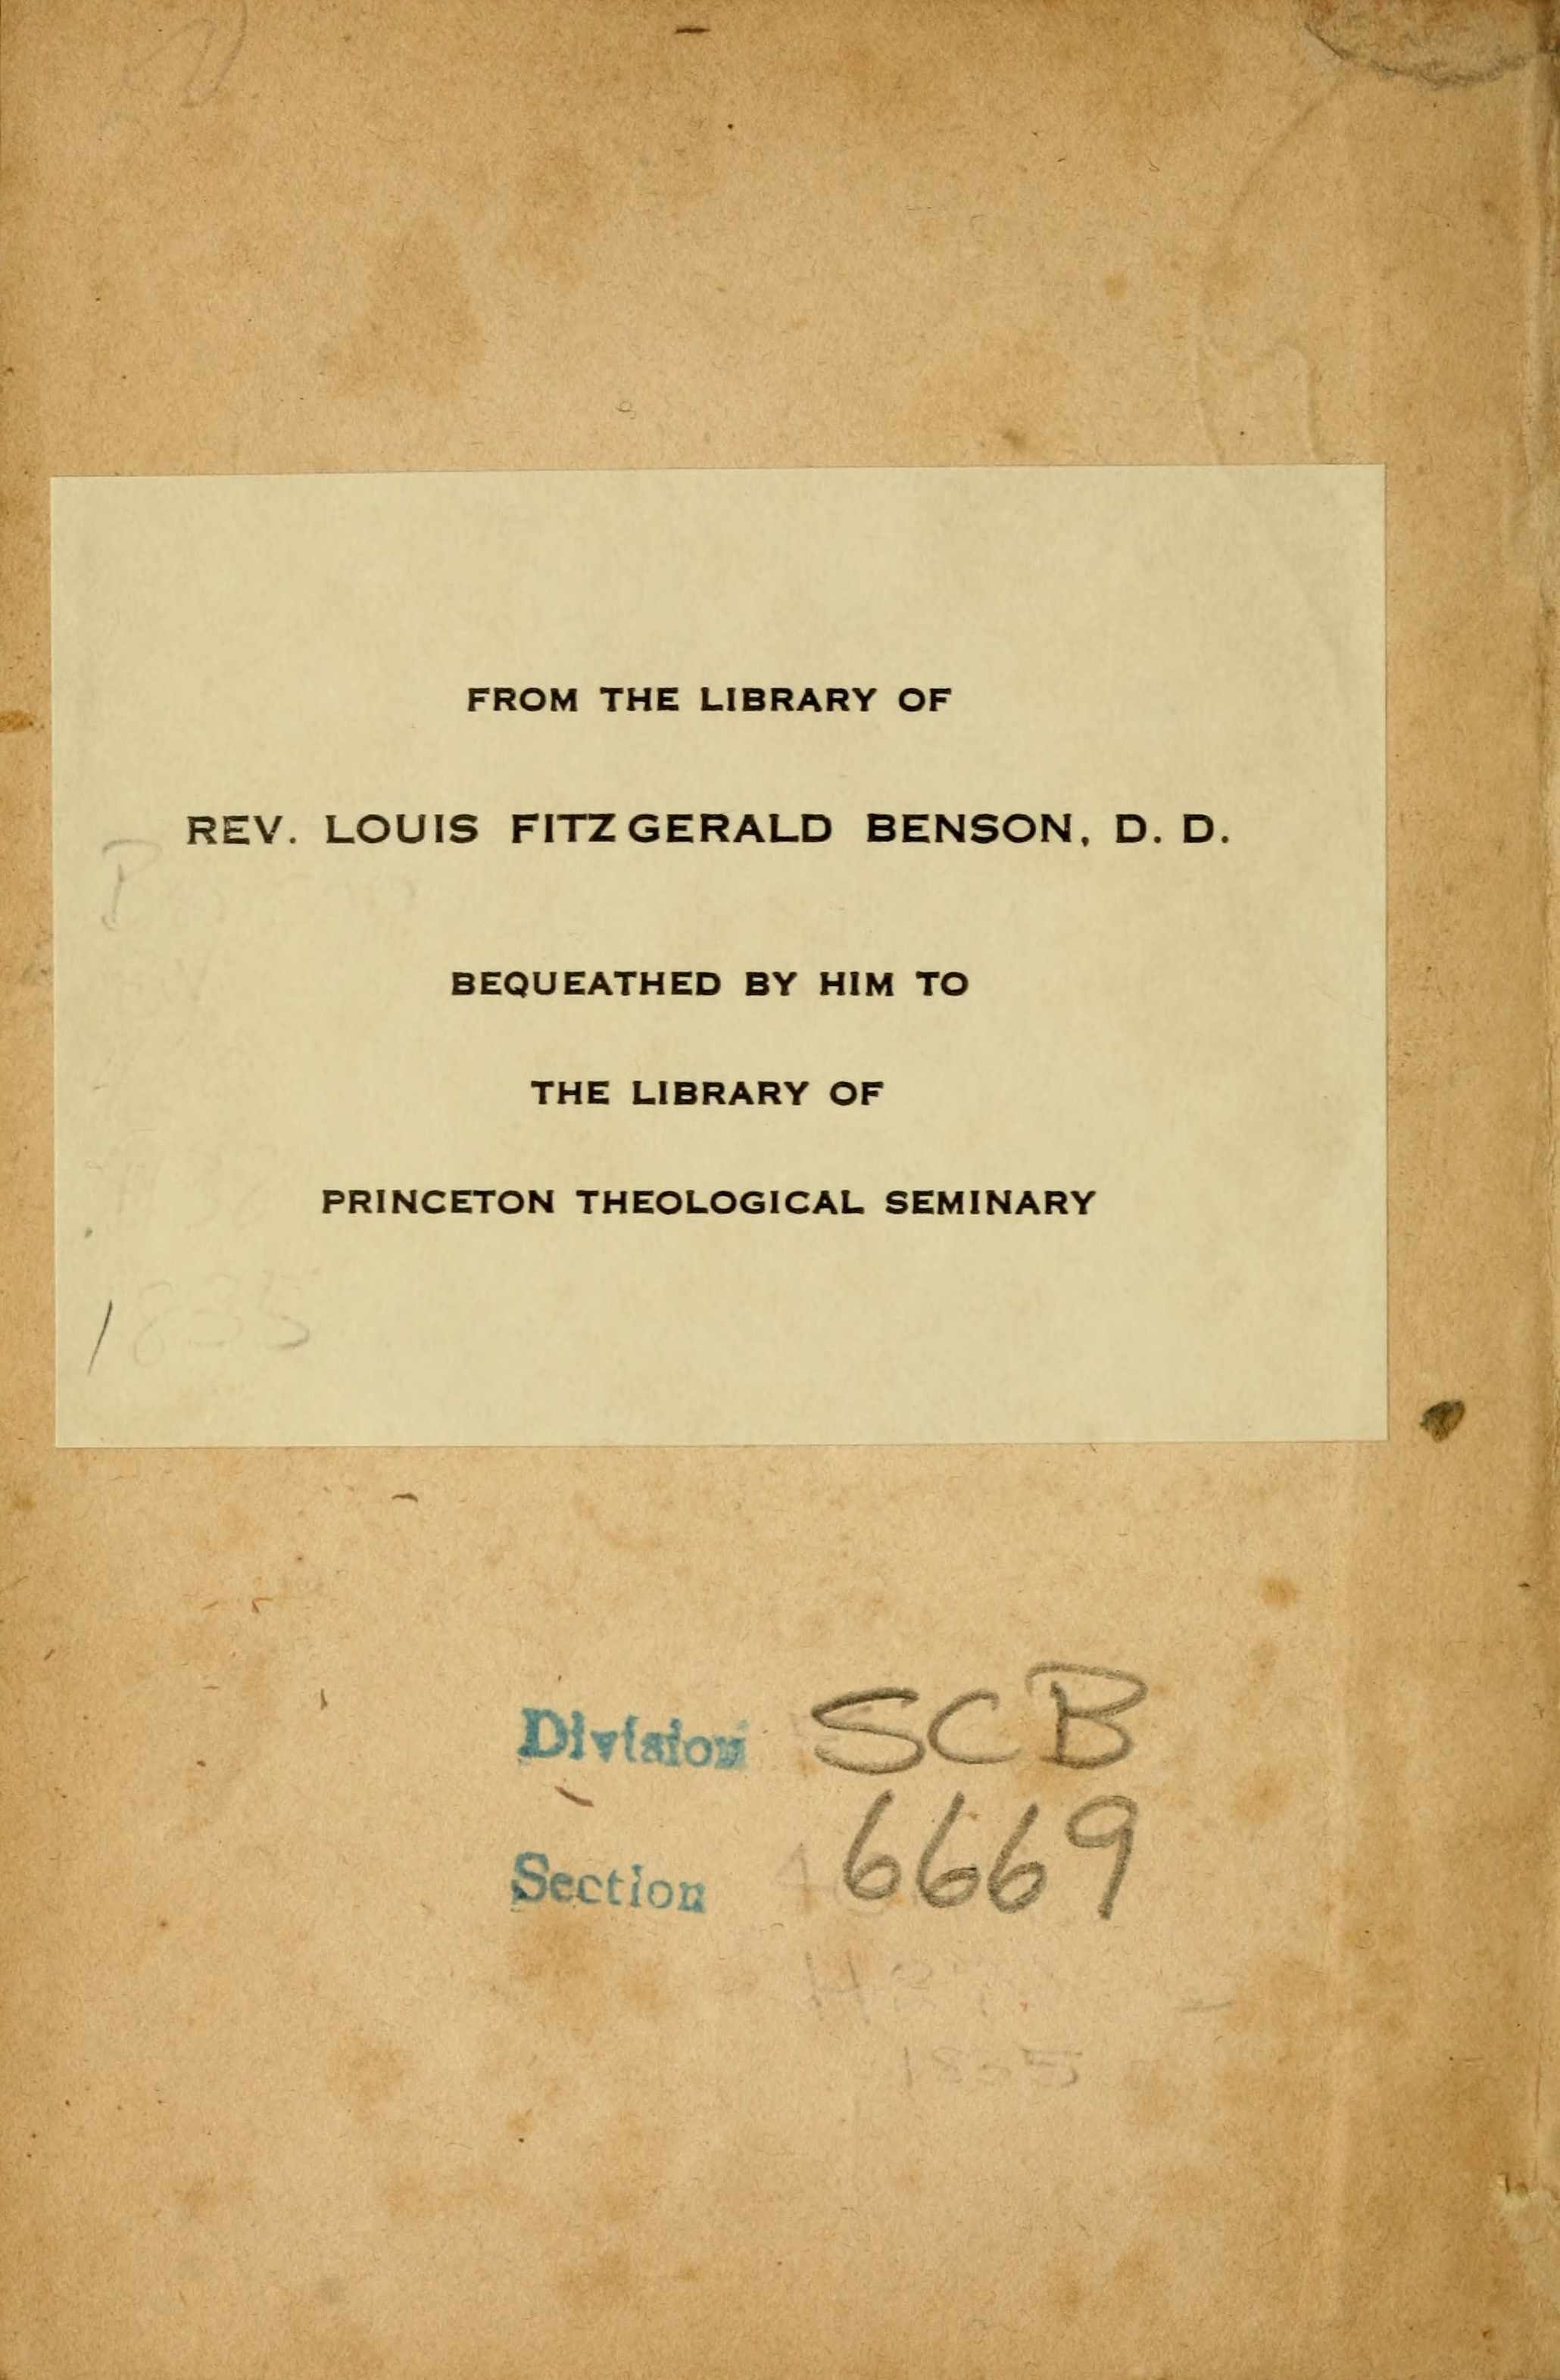 FROM THE LIBRARY OF
REV. LOUIS FITZGERALD BENSON, D. D.
BEQUEATHED BY HIM TO
THE LIBRARY OF
PRINCETON THEOLOGICAL SEMINARY
1835
Division SCB
Section 6669